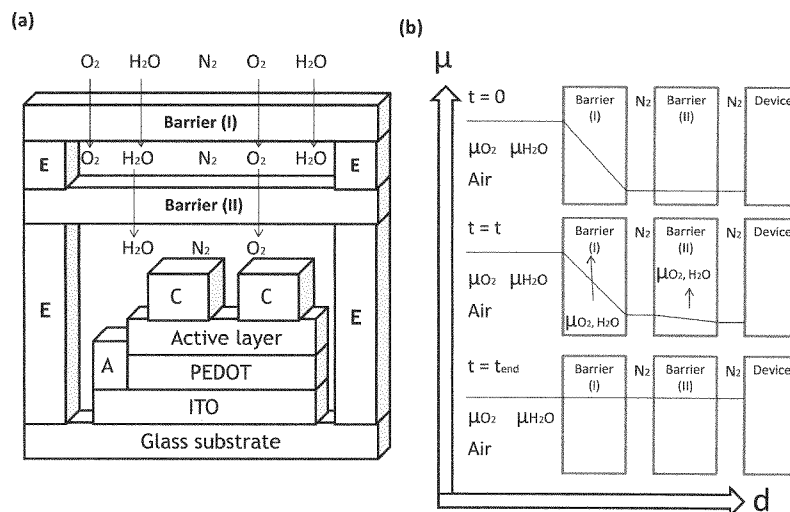 (a)
O₂ H₂O N₂ O₂ H₂O
Barrier (I)
E O₂ H₂O N₂ O₂ H₂O E
Barrier (II)
H₂O N₂ O₂
C C
E E
Active layer
A PEDOT
ITO
Glass substrate
(b)
μ
t = 0 Barrier (I) N₂ Barrier (II) N₂ Device
μO₂ μH₂O
Air
t = t Barrier (I) N₂ Barrier (II) N₂ Device
μO₂ μH₂O μO₂, H₂O
Air μO₂, H₂O
t = tend Barrier (I) N₂ Barrier (II) N₂ Device
μO₂ μH₂O
Air
d